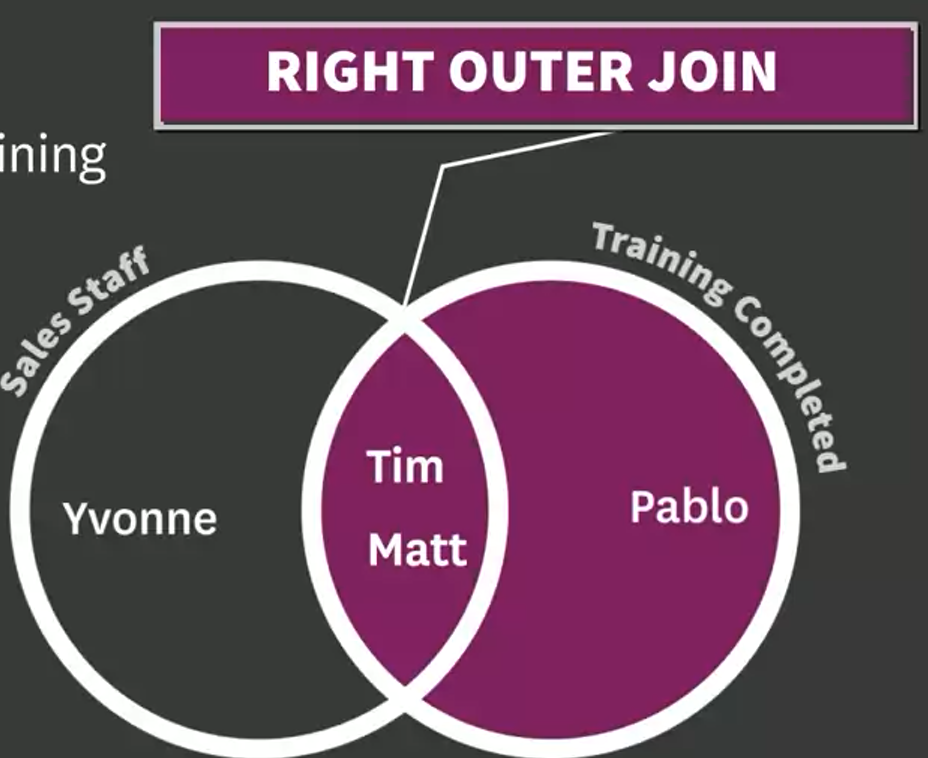 RIGHT OUTER JOIN
ining
Sales Staff
Training Completed
Tim
Yvonne
Pablo
Matt